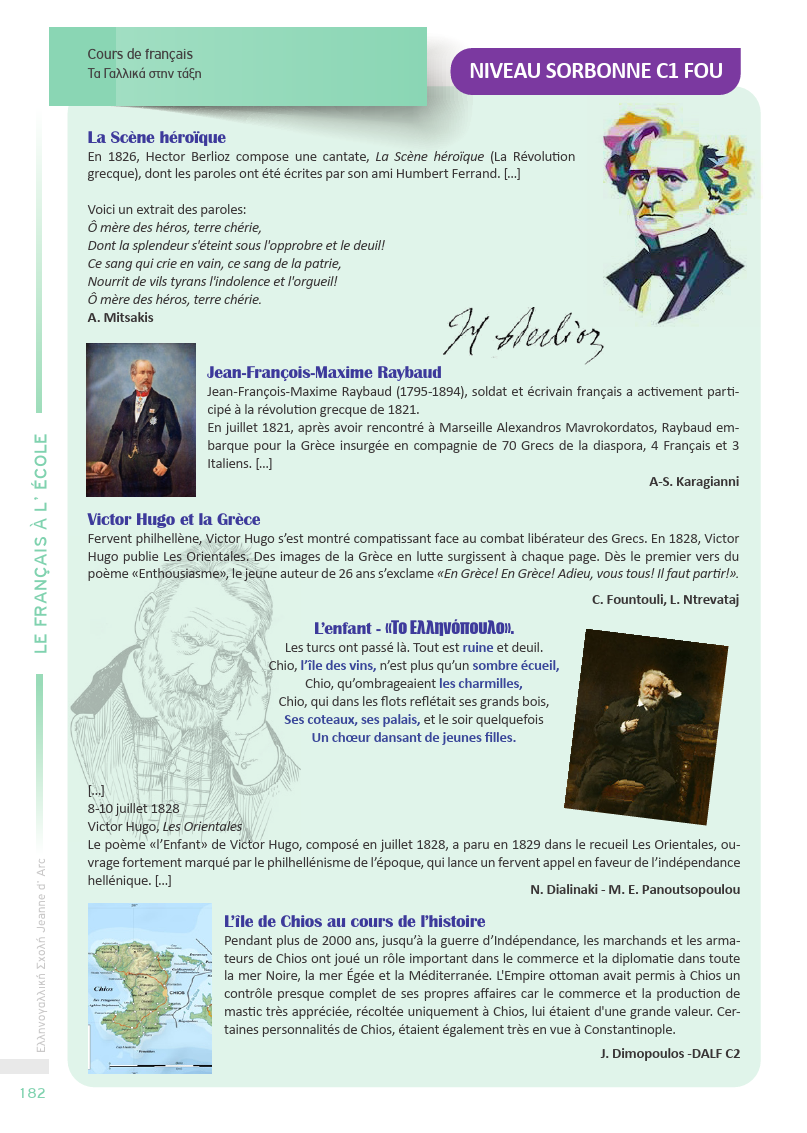 Cours de français
Τα Γαλλικά στην τάξη
NIVEAU SORBONNE C1 FOU
La Scène héroïque
En 1826, Hector Berlioz compose une cantate, La Scène héroïque (La Révolution
grecque), dont les paroles ont été écrites par son ami Humbert Ferrand. [...]
Voici un extrait des paroles:
Ô mère des héros, terre chérie,
Dont la splendeur s'éteint sous l'opprobre et le deuil!
Ce sang qui crie en vain, ce sang de la patrie,
Nourrit de vils tyrans l'indolence et l'orgueil!
Ô mère des héros, terre chérie.
A. Mitsakis
H Berlioz
Jean-François-Maxime Raybaud
Jean-François-Maxime Raybaud (1795-1894), soldat et écrivain français a activement parti-
cipé à la révolution grecque de 1821.
En juillet 1821, après avoir rencontré à Marseille Alexandros Mavrokordatos, Raybaud em-
barque pour la Grèce insurgée en compagnie de 70 Grecs de la diaspora, 4 Français et 3
Italiens. [...]
A-S. Karagianni
Victor Hugo et la Grèce
Fervent philhellène, Victor Hugo s’est montré compatissant face au combat libérateur des Grecs. En 1828, Victor
Hugo publie Les Orientales. Des images de la Grèce en lutte surgissent à chaque page. Dès le premier vers du
poème «Enthousiasme», le jeune auteur de 26 ans s’exclame «En Grèce! En Grèce! Adieu, vous tous! Il faut partir!».
C. Fountouli, L. Ntrevataj
L’enfant - «Το Ελληνόπουλο».
Les turcs ont passé là. Tout est ruine et deuil.
Chio, l’île des vins, n’est plus qu’un sombre écueil,
Chio, qu’ombrageaient les charmilles,
Chio, qui dans les flots reflétait ses grands bois,
Ses coteaux, ses palais, et le soir quelquefois
Un chœur dansant de jeunes filles.
[...]
8-10 juillet 1828
Victor Hugo, Les Orientales
Le poème «l’Enfant» de Victor Hugo, composé en juillet 1828, a paru en 1829 dans le recueil Les Orientales, ou-
vrage fortement marqué par le philhellénisme de l’époque, qui lance un fervent appel en faveur de l’indépendance
hellénique. [...]
N. Dialinaki - M. E. Panoutsopoulou
L’île de Chios au cours de l’histoire
Pendant plus de 2000 ans, jusqu’à la guerre d’Indépendance, les marchands et les arma-
teurs de Chios ont joué un rôle important dans le commerce et la diplomatie dans toute
la mer Noire, la mer Égée et la Méditerranée. L'Empire ottoman avait permis à Chios un
contrôle presque complet de ses propres affaires car le commerce et la production de
mastic très appréciée, récoltée uniquement à Chios, lui étaient d'une grande valeur. Cer-
taines personnalités de Chios, étaient également très en vue à Constantinople.
J. Dimopoulos -DALF C2
Chios
CHIOS
LE FRANÇAIS À L' ÉCOLE
Ελληνογαλλική Σχολή Jeanne d' Arc
182